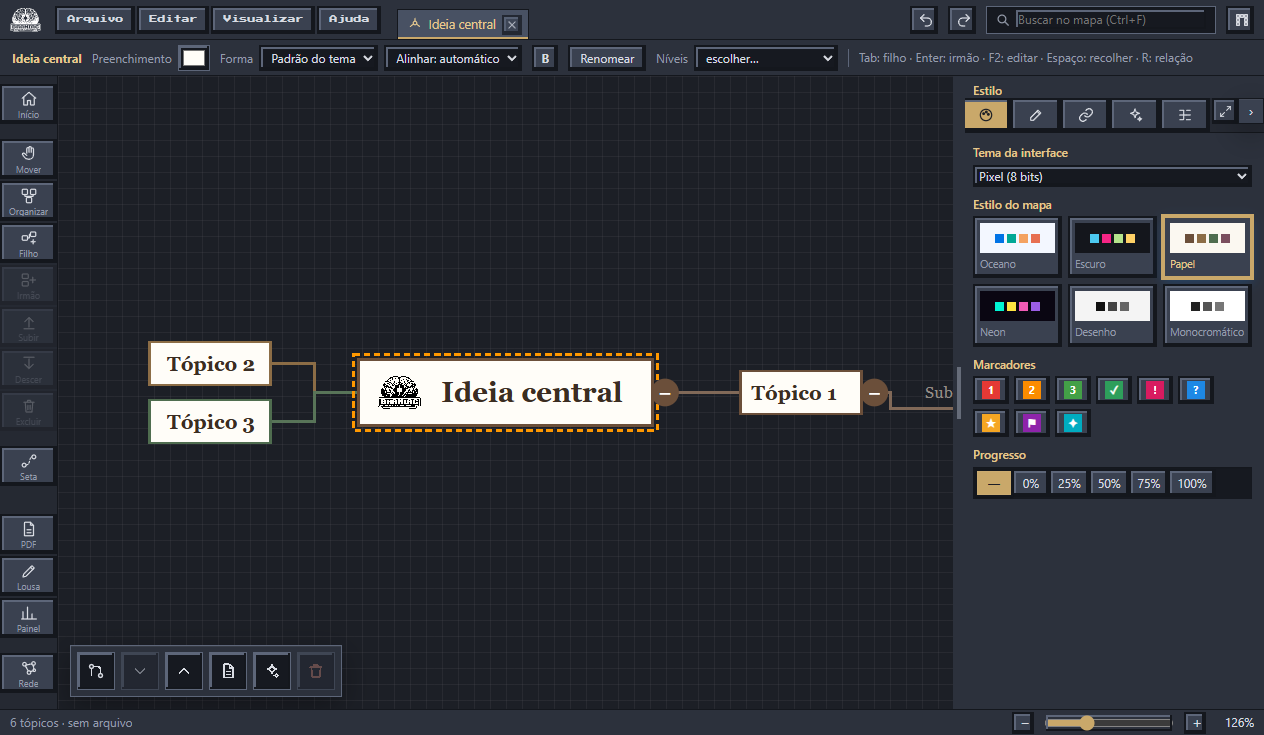 Arquivo Editar Visualizar Ajuda Ideia central Buscar no mapa (Ctrl+F)
Ideia central Preenchimento Forma Padrão do tema Alinhar: automático B Renomear Níveis escolher... Tab: filho · Enter: irmão · F2: editar · Espaço: recolher · R: relação
Início
Mover
Organizar
Filho
Irmão
Subir
Descer
Excluir
Seta
PDF
Lousa
Painel
Rede
Tópico 2
Tópico 3
Ideia central
Tópico 1
Sub
Estilo
Tema da interface
Pixel (8 bits)
Estilo do mapa
Oceano Escuro Papel
Neon Desenho Monocromático
Marcadores
1 2 3 ✓ ! ?
Progresso
— 0% 25% 50% 75% 100%
6 tópicos · sem arquivo
126%